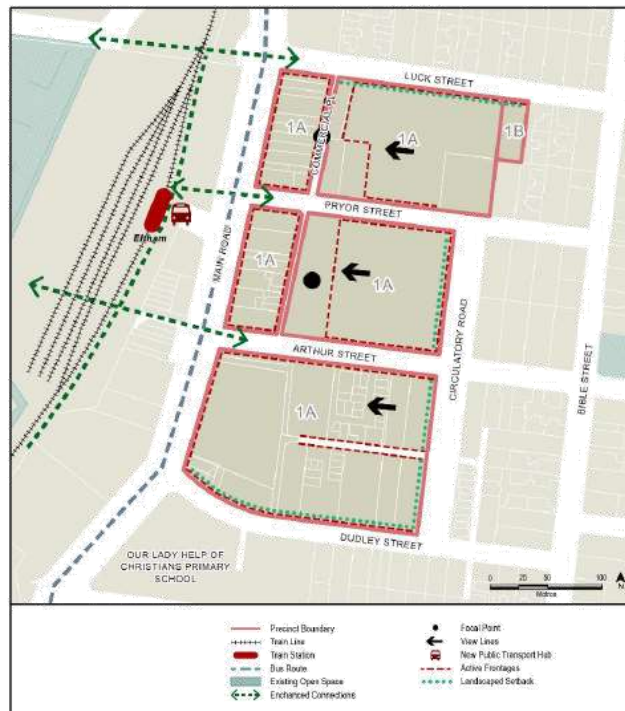 LUCK STREET
1A
COMMERCIAL PL
1A
1B
PRYOR STREET
Eltham
MAIN ROAD
1A
1A
CIRCULATORY ROAD
BIBLE STREET
ARTHUR STREET
1A
DUDLEY STREET
OUR LADY HELP OF
CHRISTIANS PRIMARY
SCHOOL
0 20 50 100
Metres
N
Precinct Boundary
Train Line
Train Station
Bus Route
Existing Open Space
Enchanced Connections
Focal Point
View Lines
New Public Transport Hub
Active Frontages
Landscaped Setback